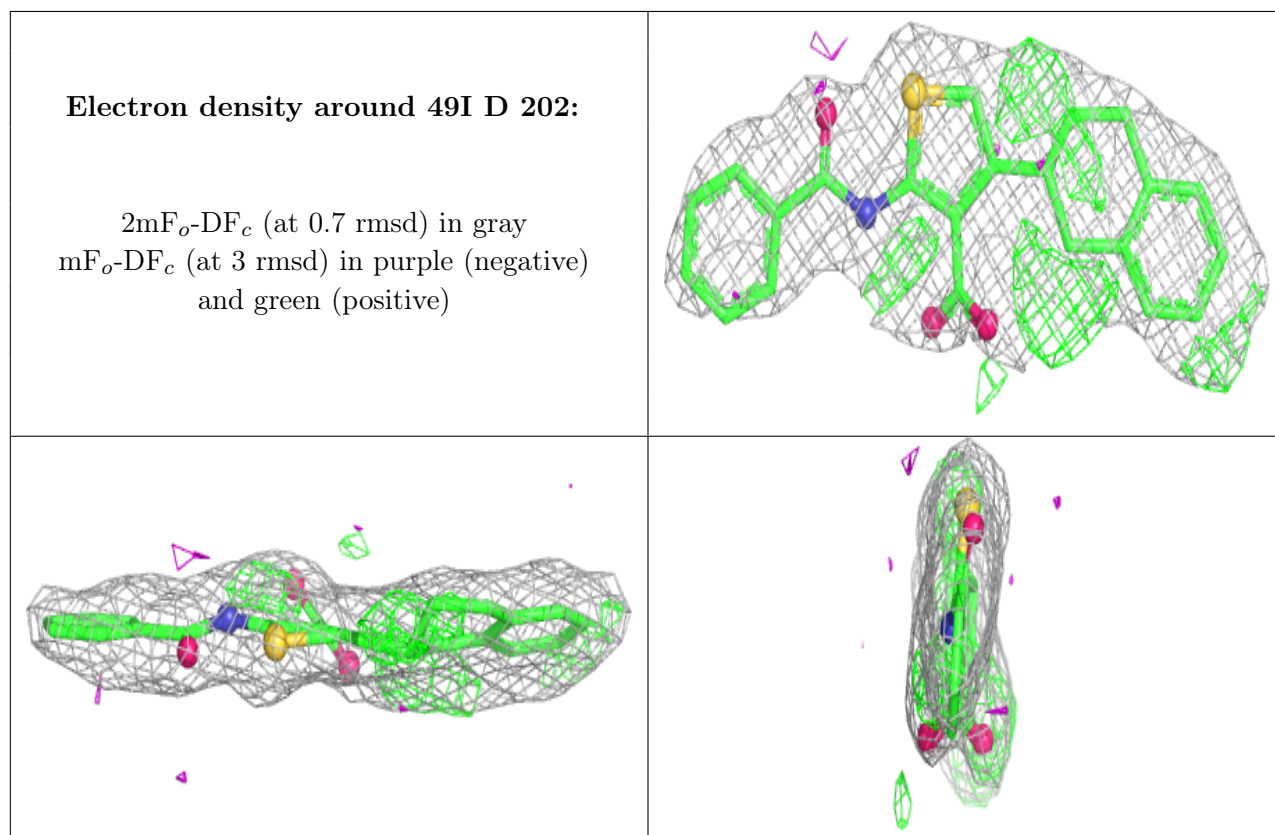 Electron density around 49I D 202:
2mFₒ-DF𝒸 (at 0.7 rmsd) in gray
mFₒ-DF𝒸 (at 3 rmsd) in purple (negative)
and green (positive)